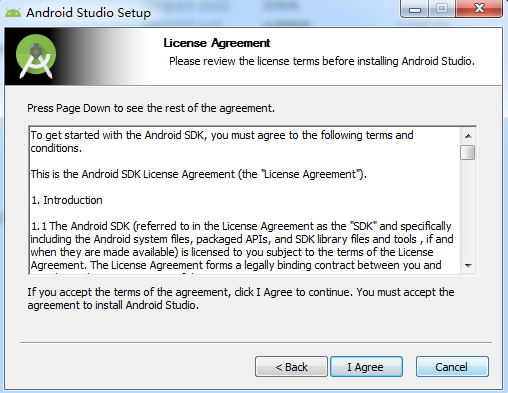 Android Studio Setup
License Agreement
Please review the license terms before installing Android Studio.
Press Page Down to see the rest of the agreement.
To get started with the Android SDK, you must agree to the following terms and
conditions.
This is the Android SDK License Agreement (the "License Agreement").
1. Introduction
1.1 The Android SDK (referred to in the License Agreement as the "SDK" and specifically
including the Android system files, packaged APIs, and SDK library files and tools , if and
when they are made available) is licensed to you subject to the terms of the License
Agreement. The License Agreement forms a legally binding contract between you and
If you accept the terms of the agreement, click I Agree to continue. You must accept the
agreement to install Android Studio.
< Back
I Agree
Cancel